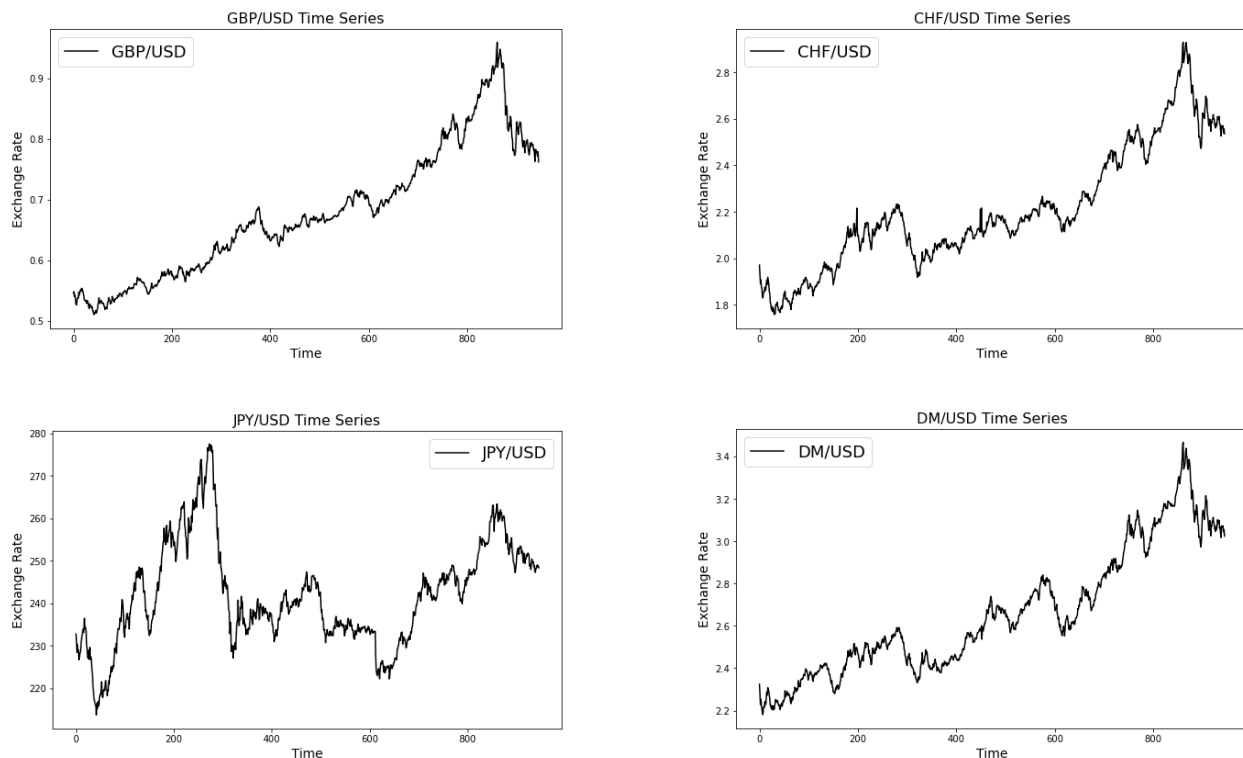 GBP/USD Time Series
GBP/USD
0.9
0.8
0.7
0.6
0.5
Exchange Rate
0
200
400
600
800
Time
CHF/USD Time Series
CHF/USD
2.8
2.6
2.4
2.2
2.0
1.8
Exchange Rate
0
200
400
600
800
Time
JPY/USD Time Series
JPY/USD
280
270
260
250
240
230
220
Exchange Rate
0
200
400
600
800
Time
DM/USD Time Series
DM/USD
3.4
3.2
3.0
2.8
2.6
2.4
2.2
Exchange Rate
0
200
400
600
800
Time